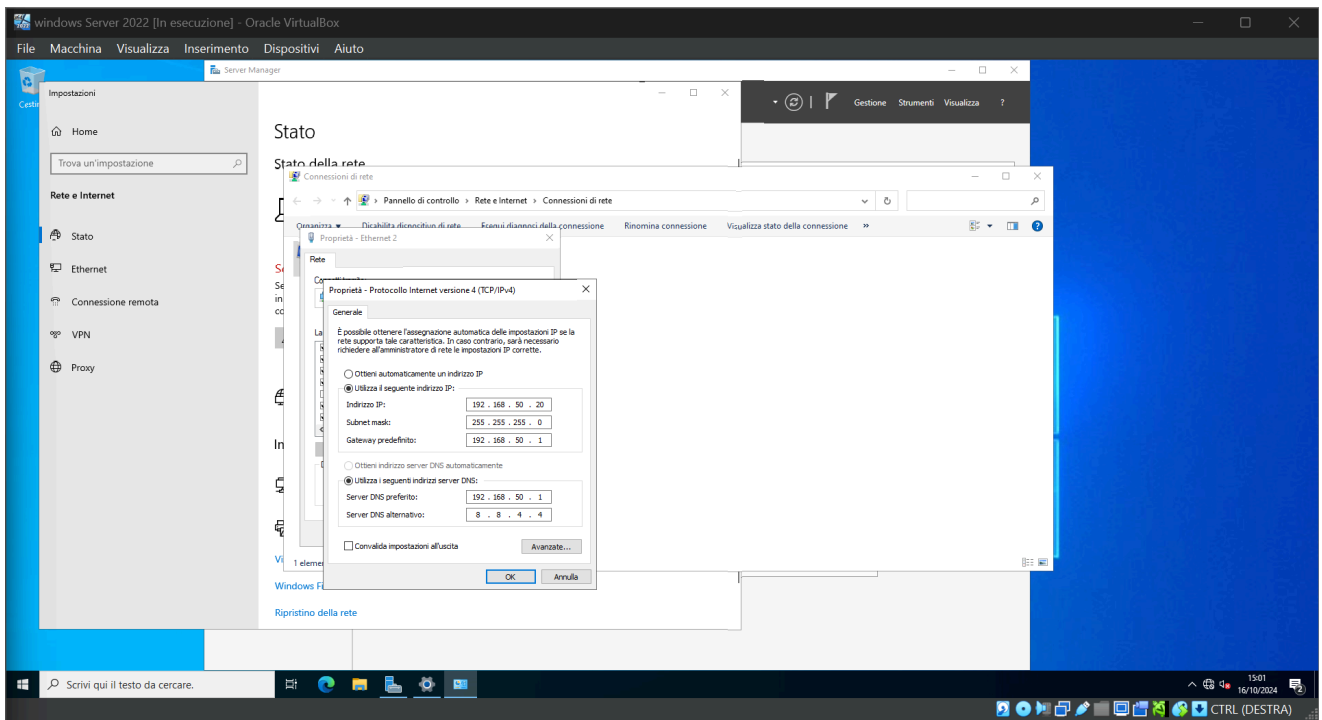 windows Server 2022 [In esecuzione] - Oracle VirtualBox
File Macchina Visualizza Inserimento Dispositivi Aiuto
Server Manager
Impostazioni
Gestione Strumenti Visualizza ?
Home
Stato
Trova un'impostazione
Stato della rete
Connessioni di rete
Rete e Internet
Pannello di controllo > Rete e Internet > Connessioni di rete
Organizza Disabilita dispositivo di rete Esegui diagnosi della connessione Rinomina connessione Visualizza stato della connessione »
Stato
Proprietà - Ethernet 2
Rete
Ethernet
Proprietà - Protocollo Internet versione 4 (TCP/IPv4)
Connessione remota
Generale
VPN
È possibile ottenere l'assegnazione automatica delle impostazioni IP se la
rete supporta tale caratteristica. In caso contrario, sarà necessario
richiedere all'amministratore di rete le impostazioni IP corrette.
Proxy
Ottieni automaticamente un indirizzo IP
Utilizza il seguente indirizzo IP:
Indirizzo IP: 192 . 168 . 50 . 20
Subnet mask: 255 . 255 . 255 . 0
Gateway predefinito: 192 . 168 . 50 . 1
Ottieni indirizzo server DNS automaticamente
Utilizza i seguenti indirizzi server DNS:
Server DNS preferito: 192 . 168 . 50 . 1
Server DNS alternativo: 8 . 8 . 4 . 4
Convalida impostazioni all'uscita Avanzate...
OK Annulla
Ripristino della rete
Scrivi qui il testo da cercare.
15:01
16/10/2024
CTRL (DESTRA)